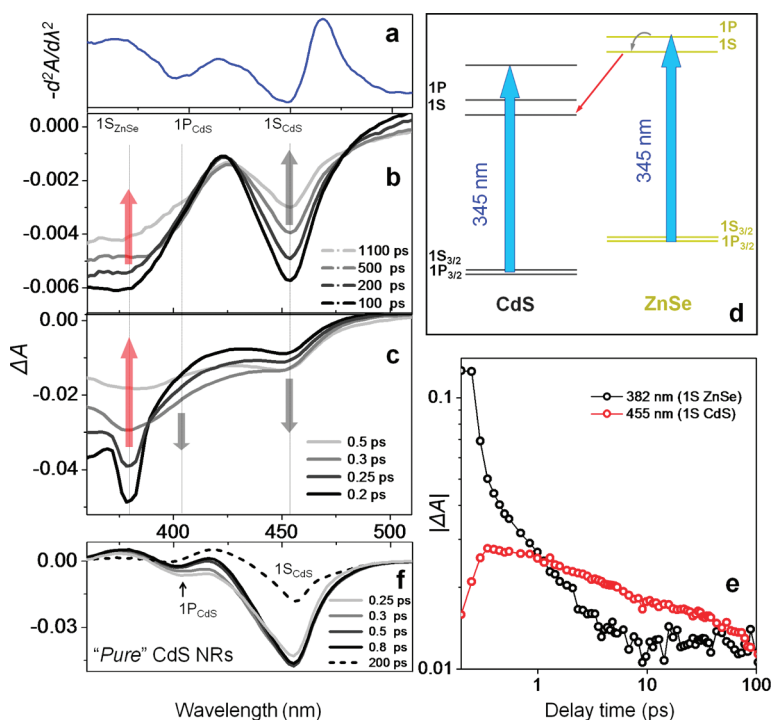 a
-d²A/dλ²
1S_ZnSe
1P_CdS
1S_CdS
b
0.000
-0.002
-0.004
-0.006
1100 ps
500 ps
200 ps
100 ps
c
0.00
-0.02
-0.04
ΔA
0.5 ps
0.3 ps
0.25 ps
0.2 ps
400
450
500
f
0.00
-0.03
1S_CdS
1P_CdS
0.25 ps
0.3 ps
0.5 ps
0.8 ps
200 ps
"Pure" CdS NRs
Wavelength (nm)
1P
1S
1P
1S
345 nm
345 nm
1S3/2
1P3/2
1S3/2
1P3/2
CdS
ZnSe
d
0.1
0.01
|ΔA|
382 nm (1S ZnSe)
455 nm (1S CdS)
e
1
10
100
Delay time (ps)